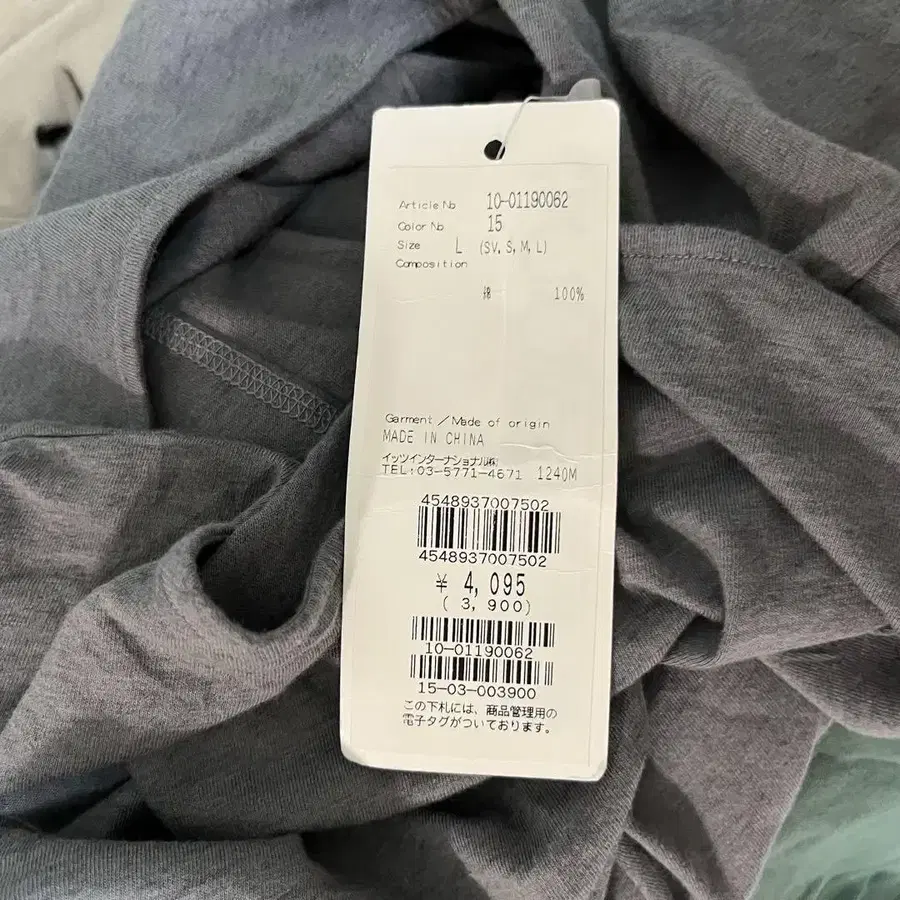 Article No 10-01190062
Color No 15
Size L (SV, S, M, L)
Composition
綿 100%
Garment / Made of origin
MADE IN CHINA
イッツインターナショナル㈱
TEL:03-5771-4671 1240M
4548937007502
4548937007502
¥ 4,095
( 3,900)
10-01190062
15-03-003900
この下札には、商品管理用の
電子タグがついております。